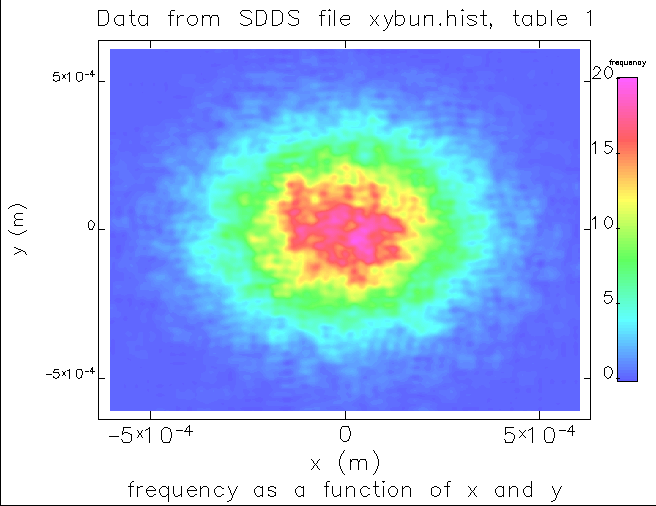 Data from SDDS file xybun.hist, table 1
frequency
20
15
10
5
0
5×10⁻⁴
0
−5×10⁻⁴
y (m)
−5×10⁻⁴ 0 5×10⁻⁴
x (m)
frequency as a function of x and y